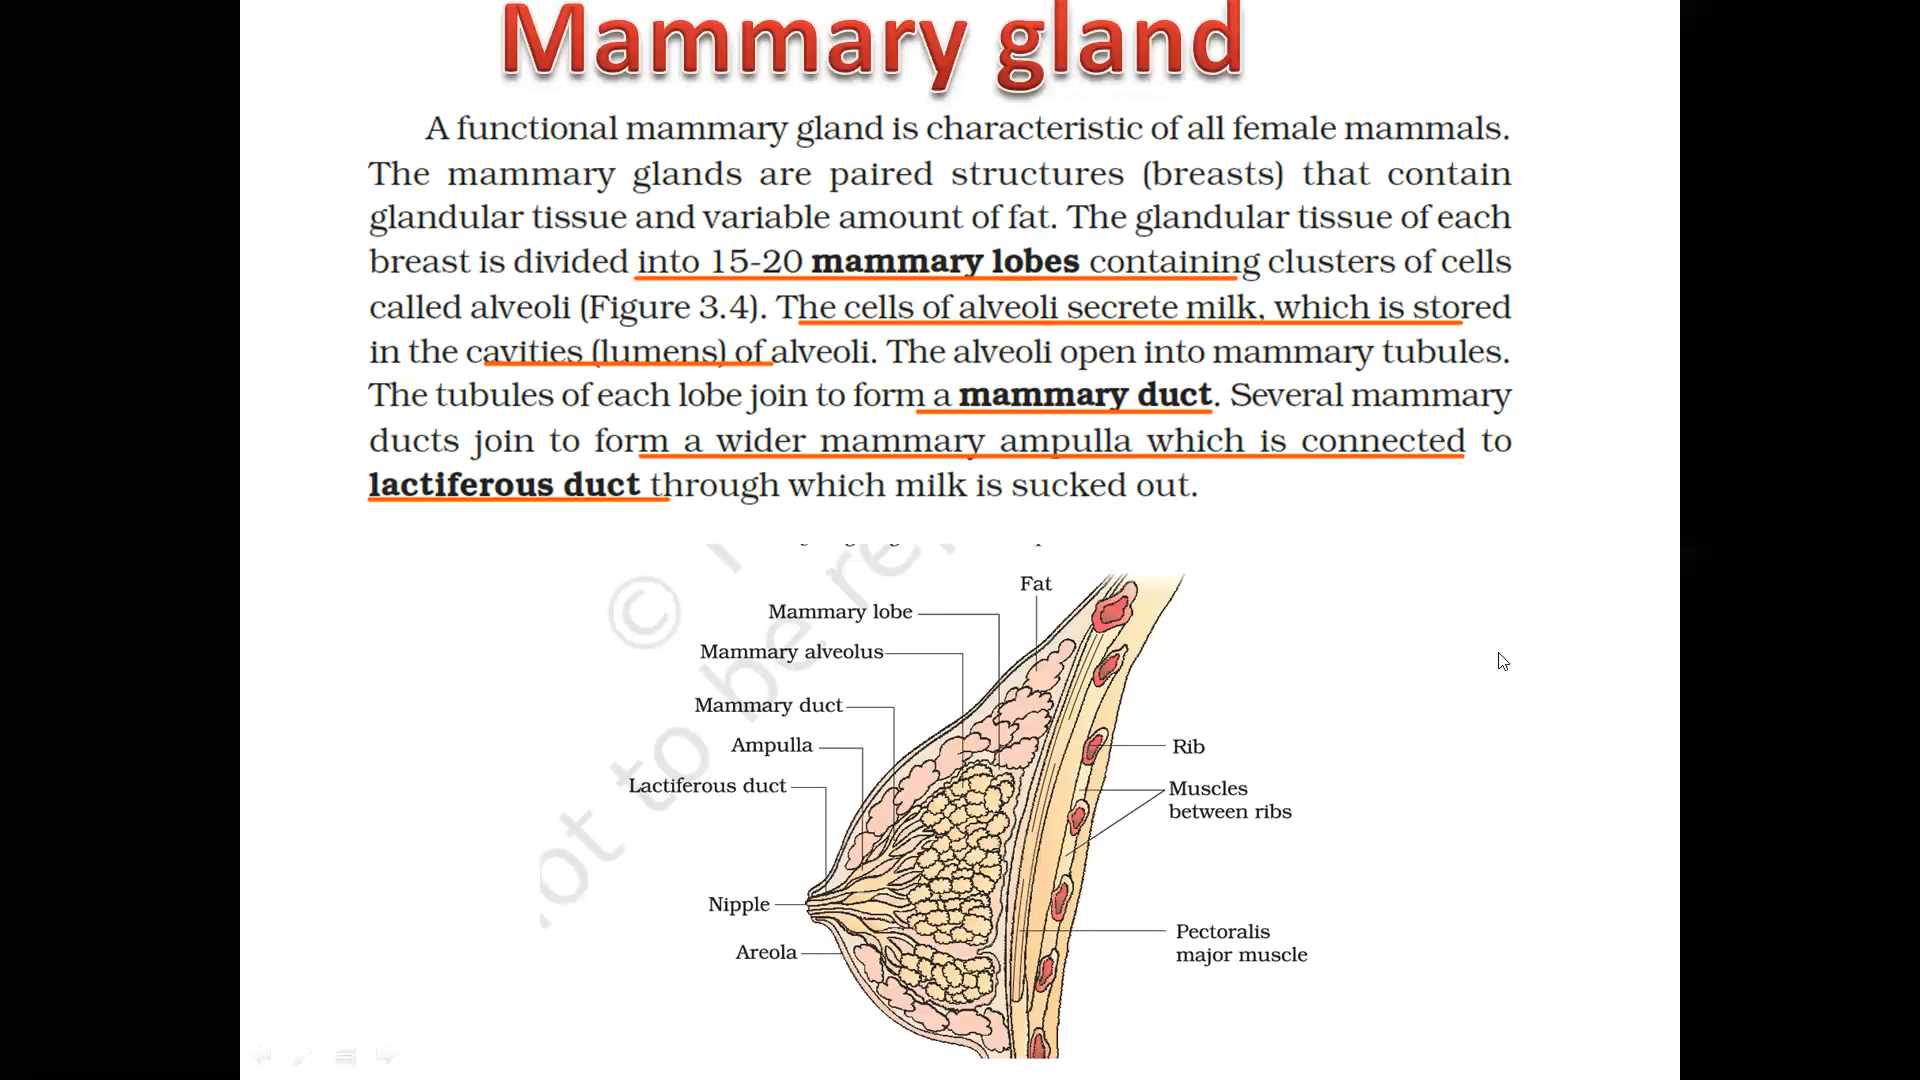 Mammary gland
A functional mammary gland is characteristic of all female mammals.
The mammary glands are paired structures (breasts) that contain
glandular tissue and variable amount of fat. The glandular tissue of each
breast is divided into 15-20 mammary lobes containing clusters of cells
called alveoli (Figure 3.4). The cells of alveoli secrete milk, which is stored
in the cavities (lumens) of alveoli. The alveoli open into mammary tubules.
The tubules of each lobe join to form a mammary duct. Several mammary
ducts join to form a wider mammary ampulla which is connected to
lactiferous duct through which milk is sucked out.
©
not to be re
Fat
Mammary lobe
Mammary alveolus
Mammary duct
Ampulla
Lactiferous duct
Nipple
Areola
Rib
Muscles
between ribs
Pectoralis
major muscle